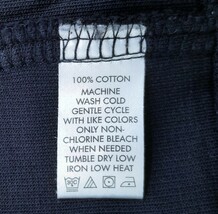 100% COTTON
MACHINE
WASH COLD
GENTLE CYCLE
WITH LIKE COLORS
ONLY NON-
CHLORINE BLEACH
WHEN NEEDED
TUMBLE DRY LOW
IRON LOW HEAT